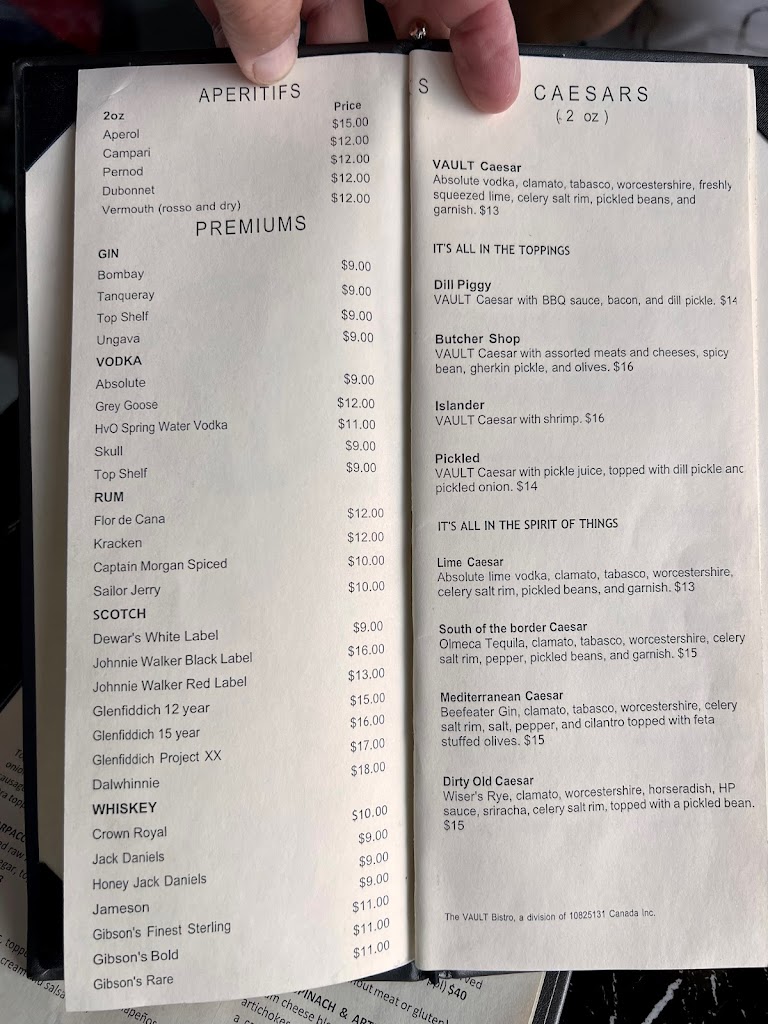 APERITIFS
2oz Price
Aperol $15.00
Campari $12.00
Pernod $12.00
Dubonnet $12.00
Vermouth (rosso and dry) $12.00
PREMIUMS
GIN
Bombay $9.00
Tanqueray $9.00
Top Shelf $9.00
Ungava $9.00
VODKA
Absolute $9.00
Grey Goose $12.00
HvO Spring Water Vodka $11.00
Skull $9.00
Top Shelf $9.00
RUM
Flor de Cana $12.00
Kracken $12.00
Captain Morgan Spiced $10.00
Sailor Jerry $10.00
SCOTCH
Dewar's White Label $9.00
Johnnie Walker Black Label $16.00
Johnnie Walker Red Label $13.00
Glenfiddich 12 year $15.00
Glenfiddich 15 year $16.00
Glenfiddich Project XX $17.00
Dalwhinnie $18.00
WHISKEY
Crown Royal $10.00
Jack Daniels $9.00
Honey Jack Daniels $9.00
Jameson $9.00
Gibson's Finest Sterling $11.00
Gibson's Bold $11.00
Gibson's Rare $11.00
S
CAESARS
( 2 oz )
VAULT Caesar
Absolute vodka, clamato, tabasco, worcestershire, freshly
squeezed lime, celery salt rim, pickled beans, and
garnish. $13
IT'S ALL IN THE TOPPINGS
Dill Piggy
VAULT Caesar with BBQ sauce, bacon, and dill pickle. $14
Butcher Shop
VAULT Caesar with assorted meats and cheeses, spicy
bean, gherkin pickle, and olives. $16
Islander
VAULT Caesar with shrimp. $16
Pickled
VAULT Caesar with pickle juice, topped with dill pickle and
pickled onion. $14
IT'S ALL IN THE SPIRIT OF THINGS
Lime Caesar
Absolute lime vodka, clamato, tabasco, worcestershire,
celery salt rim, pickled beans, and garnish. $13
South of the border Caesar
Olmeca Tequila, clamato, tabasco, worcestershire, celery
salt rim, pepper, pickled beans, and garnish. $15
Mediterranean Caesar
Beefeater Gin, clamato, tabasco, worcestershire, celery
salt rim, salt, pepper, and cilantro topped with feta
stuffed olives. $15
Dirty Old Caesar
Wiser's Rye, clamato, worcestershire, horseradish, HP
sauce, sriracha, celery salt rim, topped with a pickled bean.
$15
The VAULT Bistro, a division of 10825131 Canada Inc.
$40
meat or gluten
SPINACH & ART
cheese
salsa